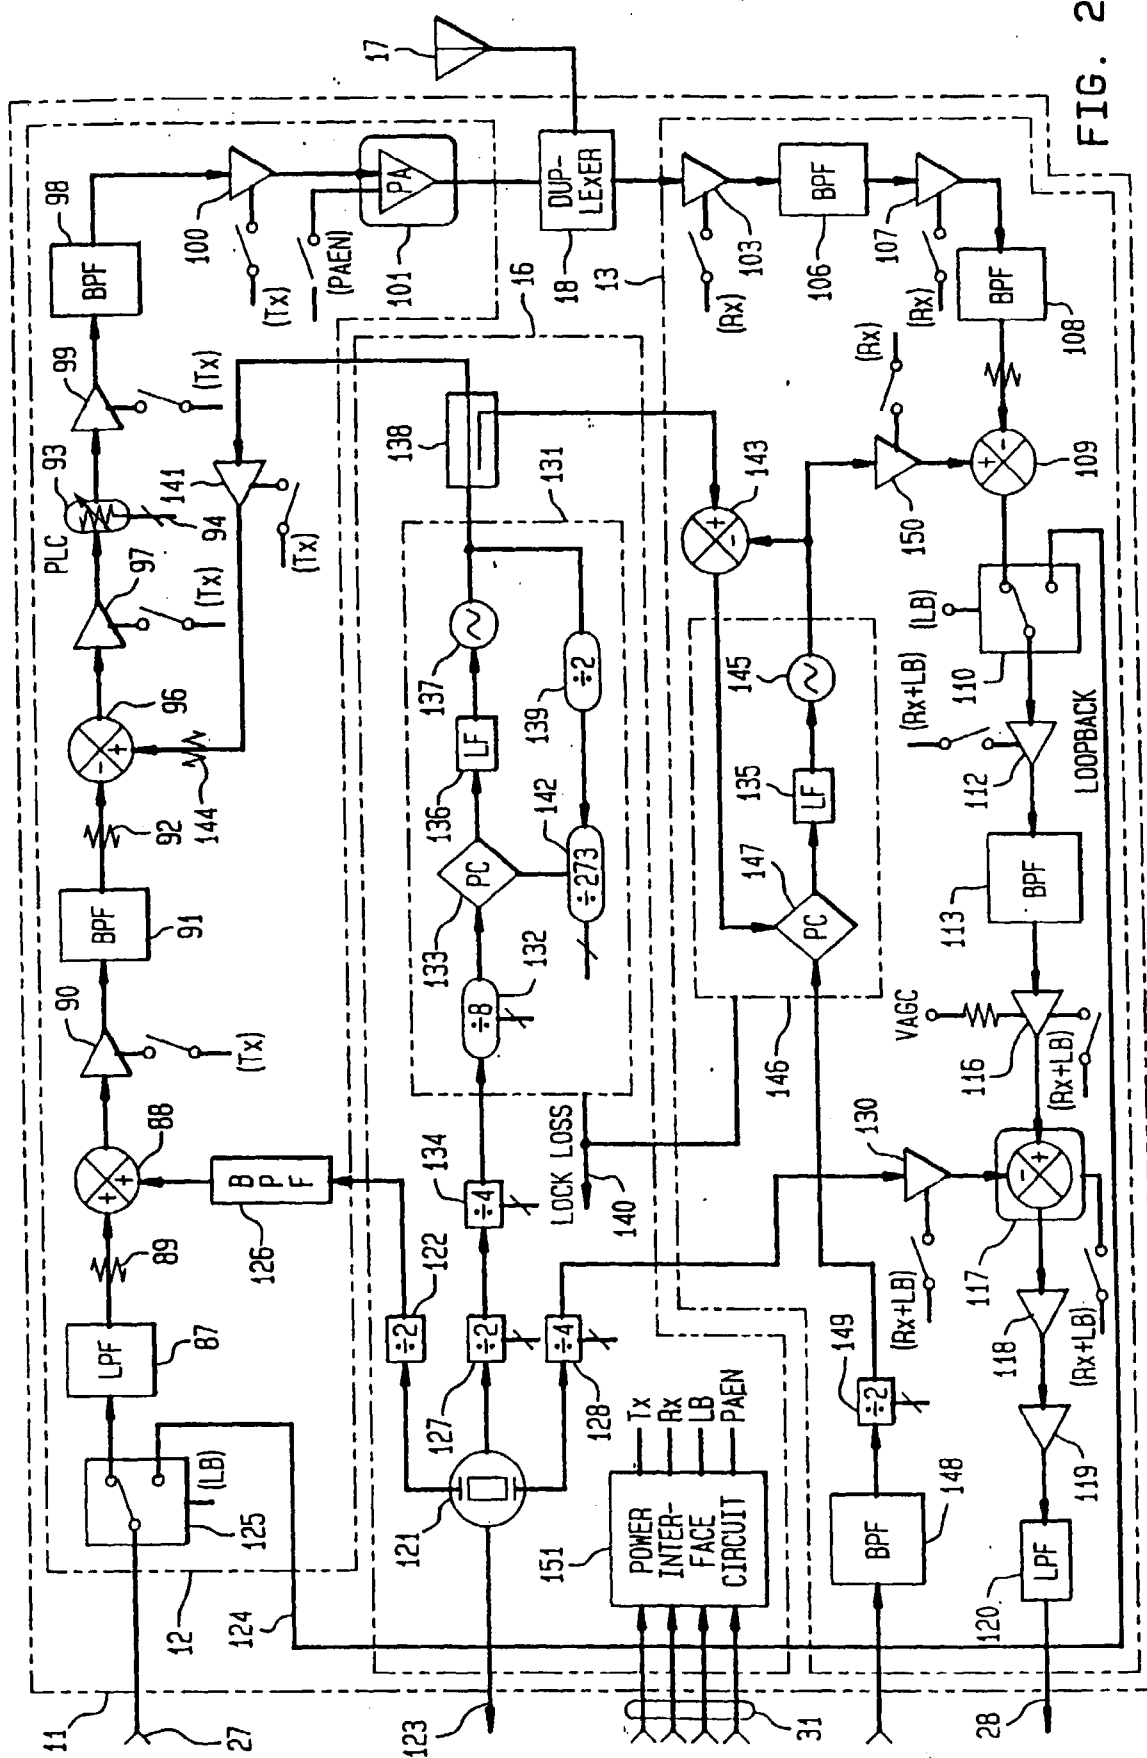 FIG. 2
17
98
BPF
100
(Tx)
(PAEN)
PA
101
DUP-
LEXER
18
16
13
103
(Rx)
BPF
106
107
(Rx)
BPF
108
99
(Tx)
93
PLC
94
141
(Tx)
97
(Tx)
96
+
-
144
92
BPF
91
90
(Tx)
88
+
+
89
B
P
F
126
LPF
87
(LB)
125
12
124
11
27
138
131
137
÷2
139
LF
136
142
÷273
PC
133
132
÷8
134
÷4
LOCK LOSS
140
122
÷2
÷2
127
÷4
128
121
123
143
+
-
(Rx)
150
109
+
-
145
LF
135
147
PC
146
(LB)
110
(Rx+LB)
112
LOOPBACK
113
BPF
VAGC
116
(Rx+LB)
130
(Rx+LB)
117
-
+
(Rx+LB)
118
119
LPF
120
28
149
÷2
148
BPF
151
POWER
INTER-
FACE
CIRCUIT
Tx
Rx
LB
PAEN
31